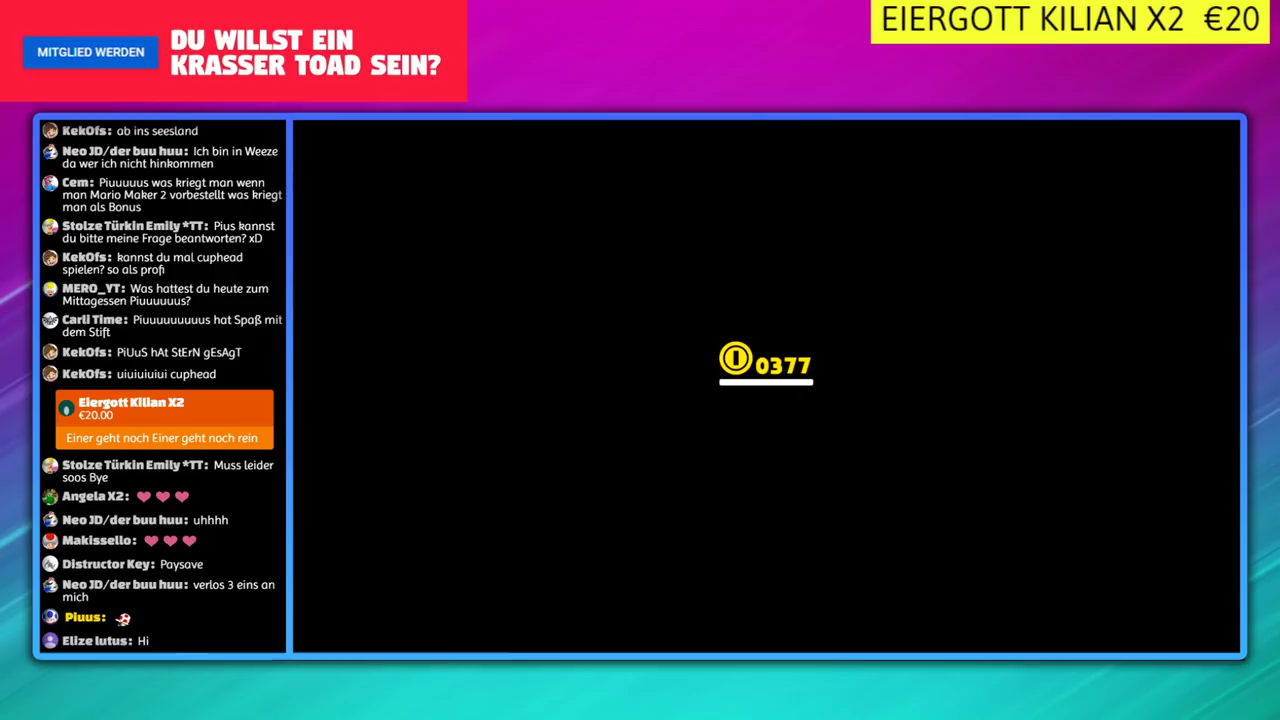 MITGLIED WERDEN
DU WILLST EIN
KRASSER TOAD SEIN?
EIERGOTT KILIAN X2 €20
KekOfs: ab ins seesland
Neo JD/der buu huu: Ich bin in Weeze
da wer ich nicht hinkommen
Cem: Piuuuuus was kriegt man wenn
man Mario Maker 2 vorbestellt was kriegt
man als Bonus
Stolze Türkin Emily *TT: Pius kannst
du bitte meine Frage beantworten? xD
KekOfs: kannst du mal cuphead
spielen? so als profi
MERO_YT: Was hattest du heute zum
Mittagessen Piuuuuuus?
Carli Time: Piuuuuuuuuus hat Spaß mit
dem Stift
KekOfs: PiUuS hAt StErN gEsAgT
KekOfs: uiuiuiuiui cuphead
Eiergott Kilian X2
€20.00
Einer geht noch Einer geht noch rein
Stolze Türkin Emily *TT: Muss leider
soos Bye
Angela X2:
Neo JD/der buu huu: uhhhh
Makissello:
Distructor Key: Paysave
Neo JD/der buu huu: verlos 3 eins an
mich
Piuus:
Elize lutus: Hi
0377